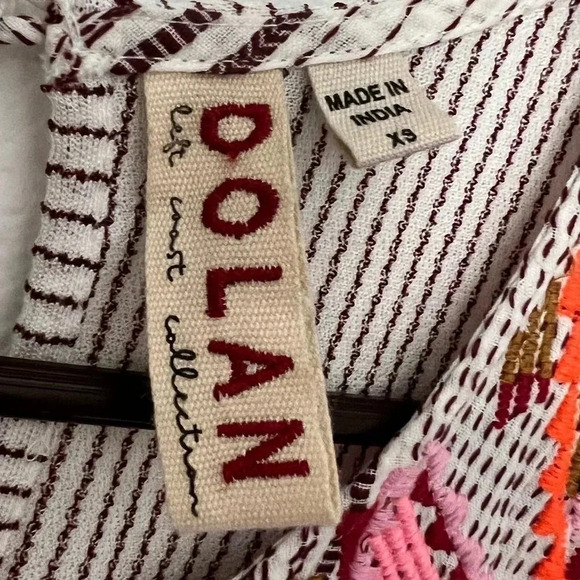 DOLAN
left coast collection
MADE IN
INDIA
XS